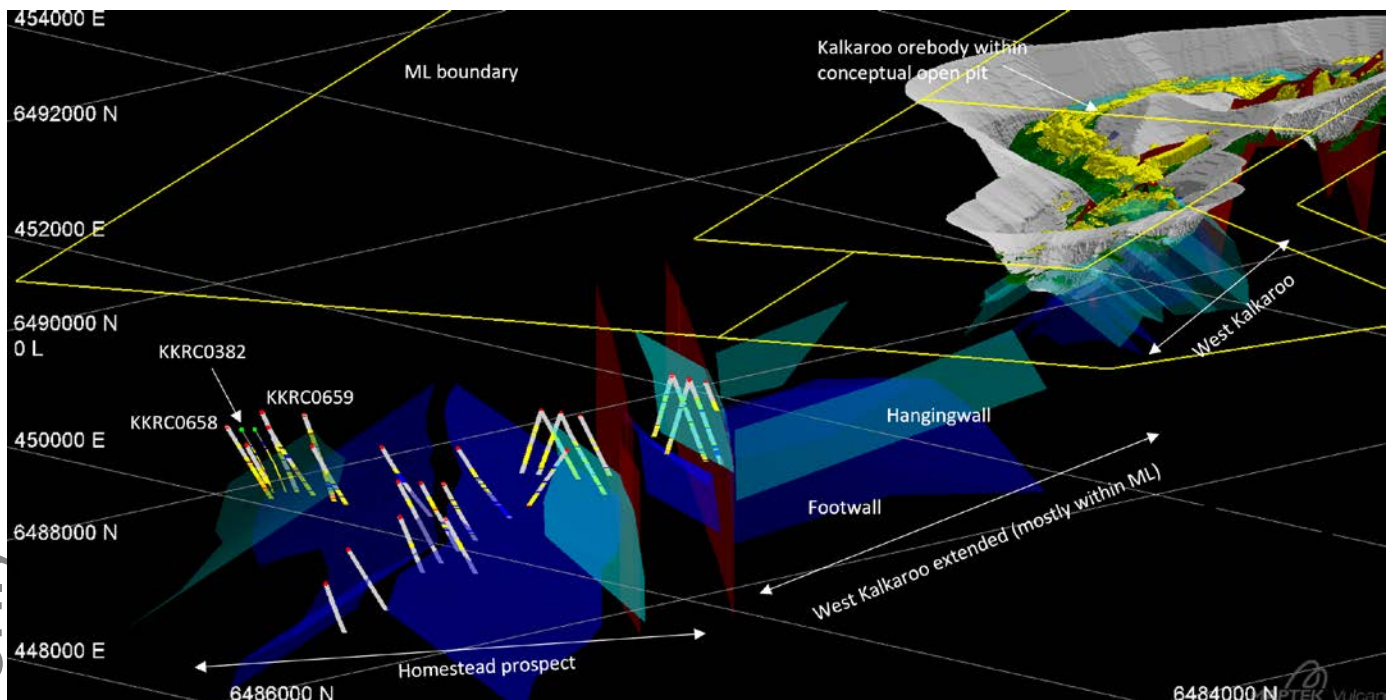 454000 E
ML boundary
Kalkaroo orebody within
conceptual open pit
6492000 N
452000 E
6490000 N
0 L
West Kalkaroo
KKRC0382
KKRC0659
KKRC0658
Hangingwall
450000 E
Footwall
6488000 N
West Kalkaroo extended (mostly within ML)
448000 E
Homestead prospect
6486000 N
6484000 N
Vulcan